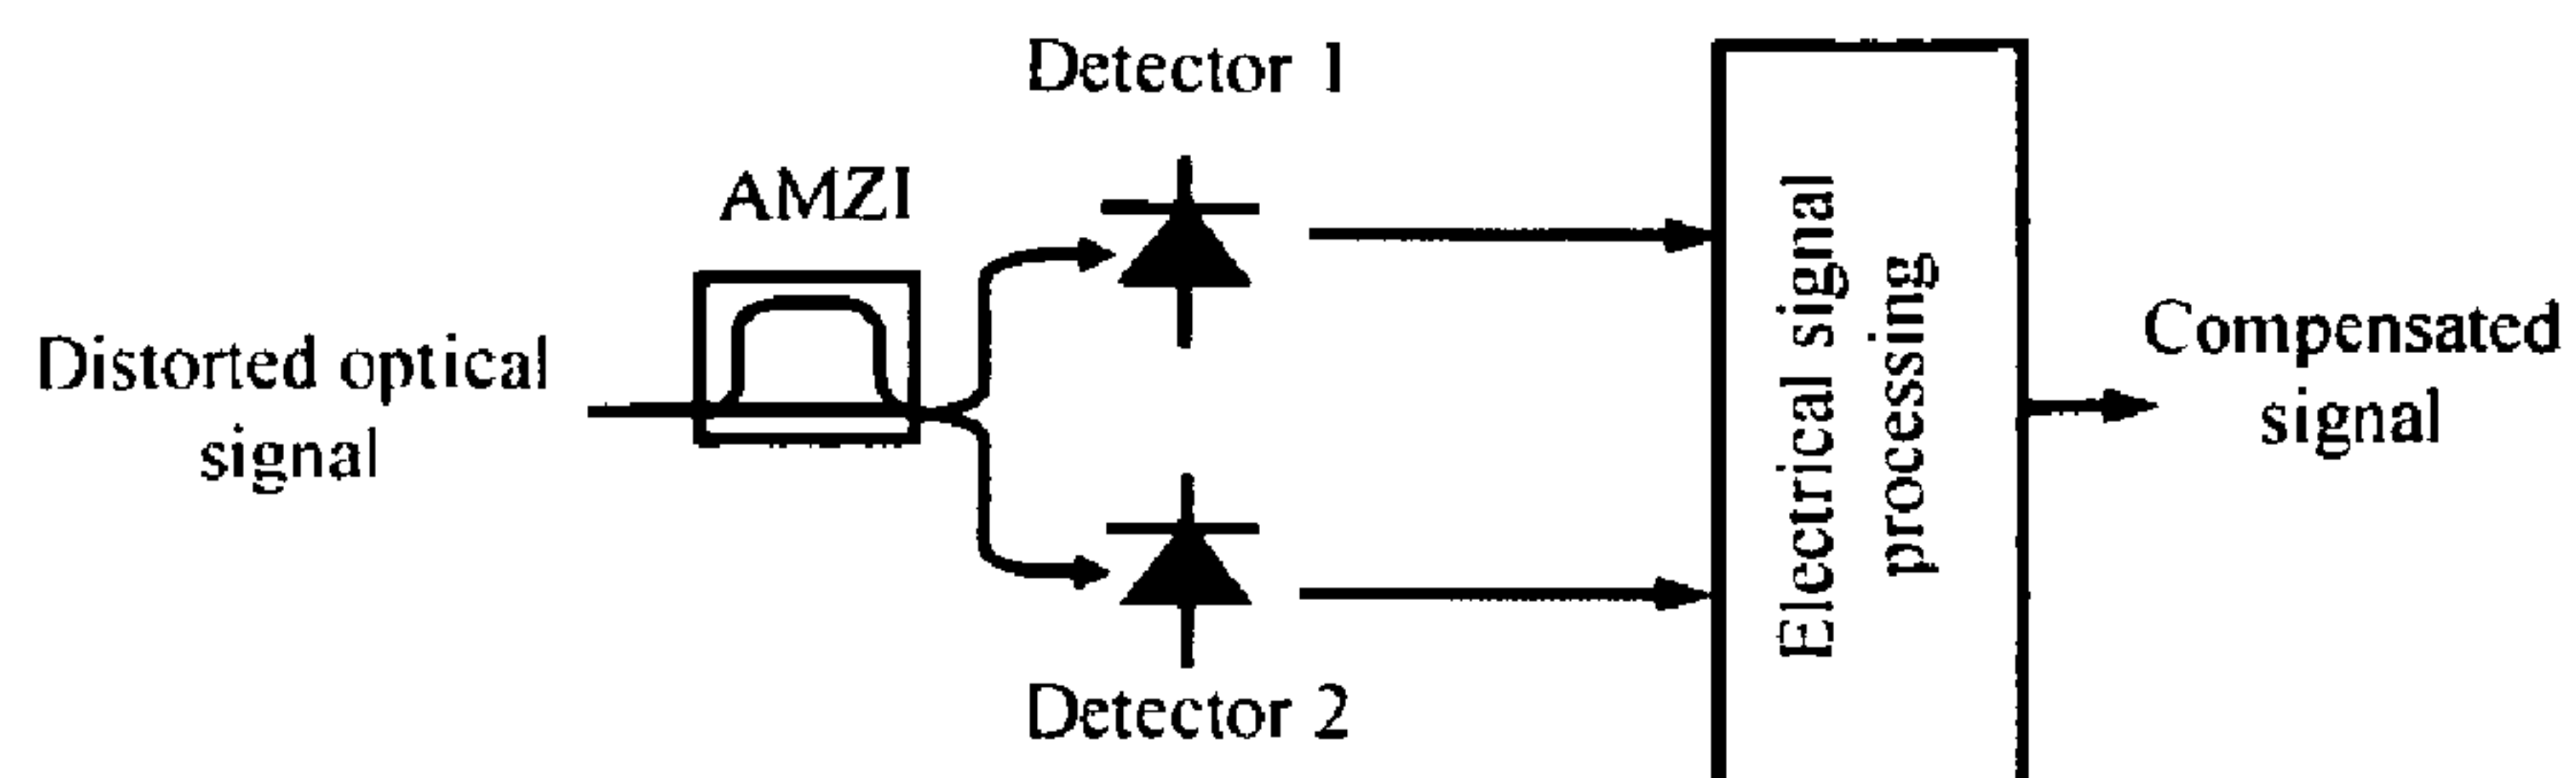 Detector 1
AMZI
Distorted optical
signal
Detector 2
Electrical signal
processing
Compensated
signal